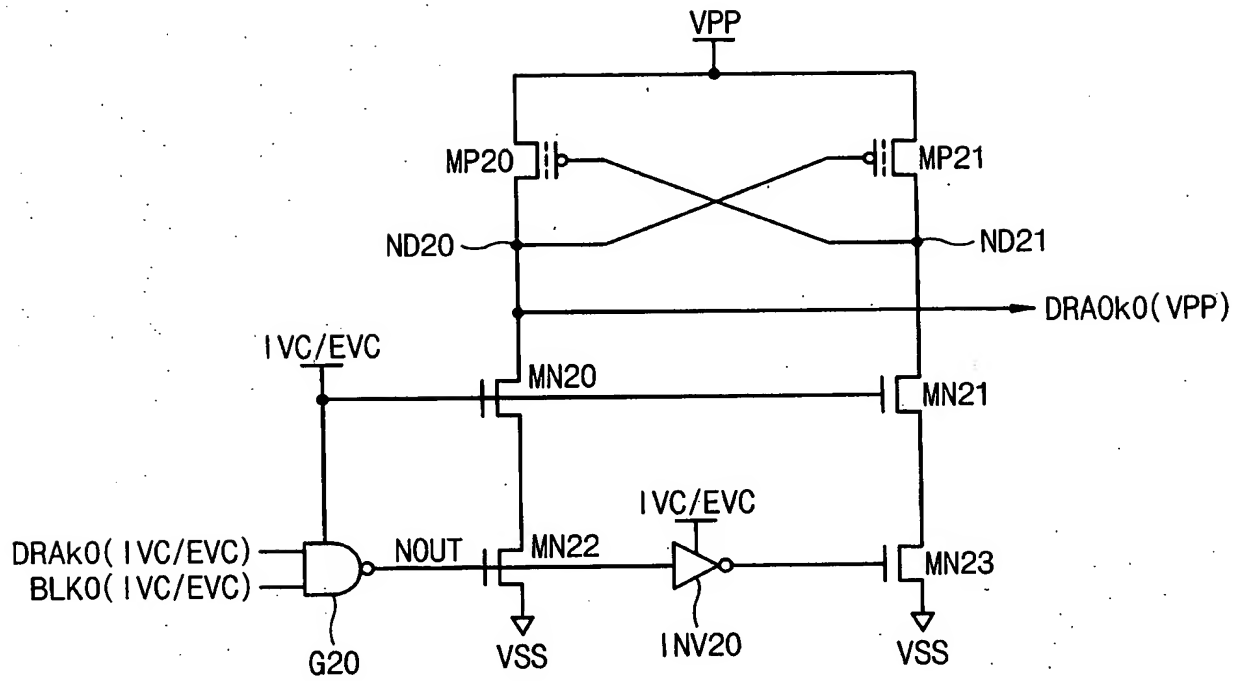 VPP
MP20
MP21
ND20
ND21
DRAOk0(VPP)
IVC/EVC
MN20
MN21
IVC/EVC
DRAk0(IVC/EVC)
BLK0(IVC/EVC)
NOUT
MN22
MN23
G20
VSS
INV20
VSS